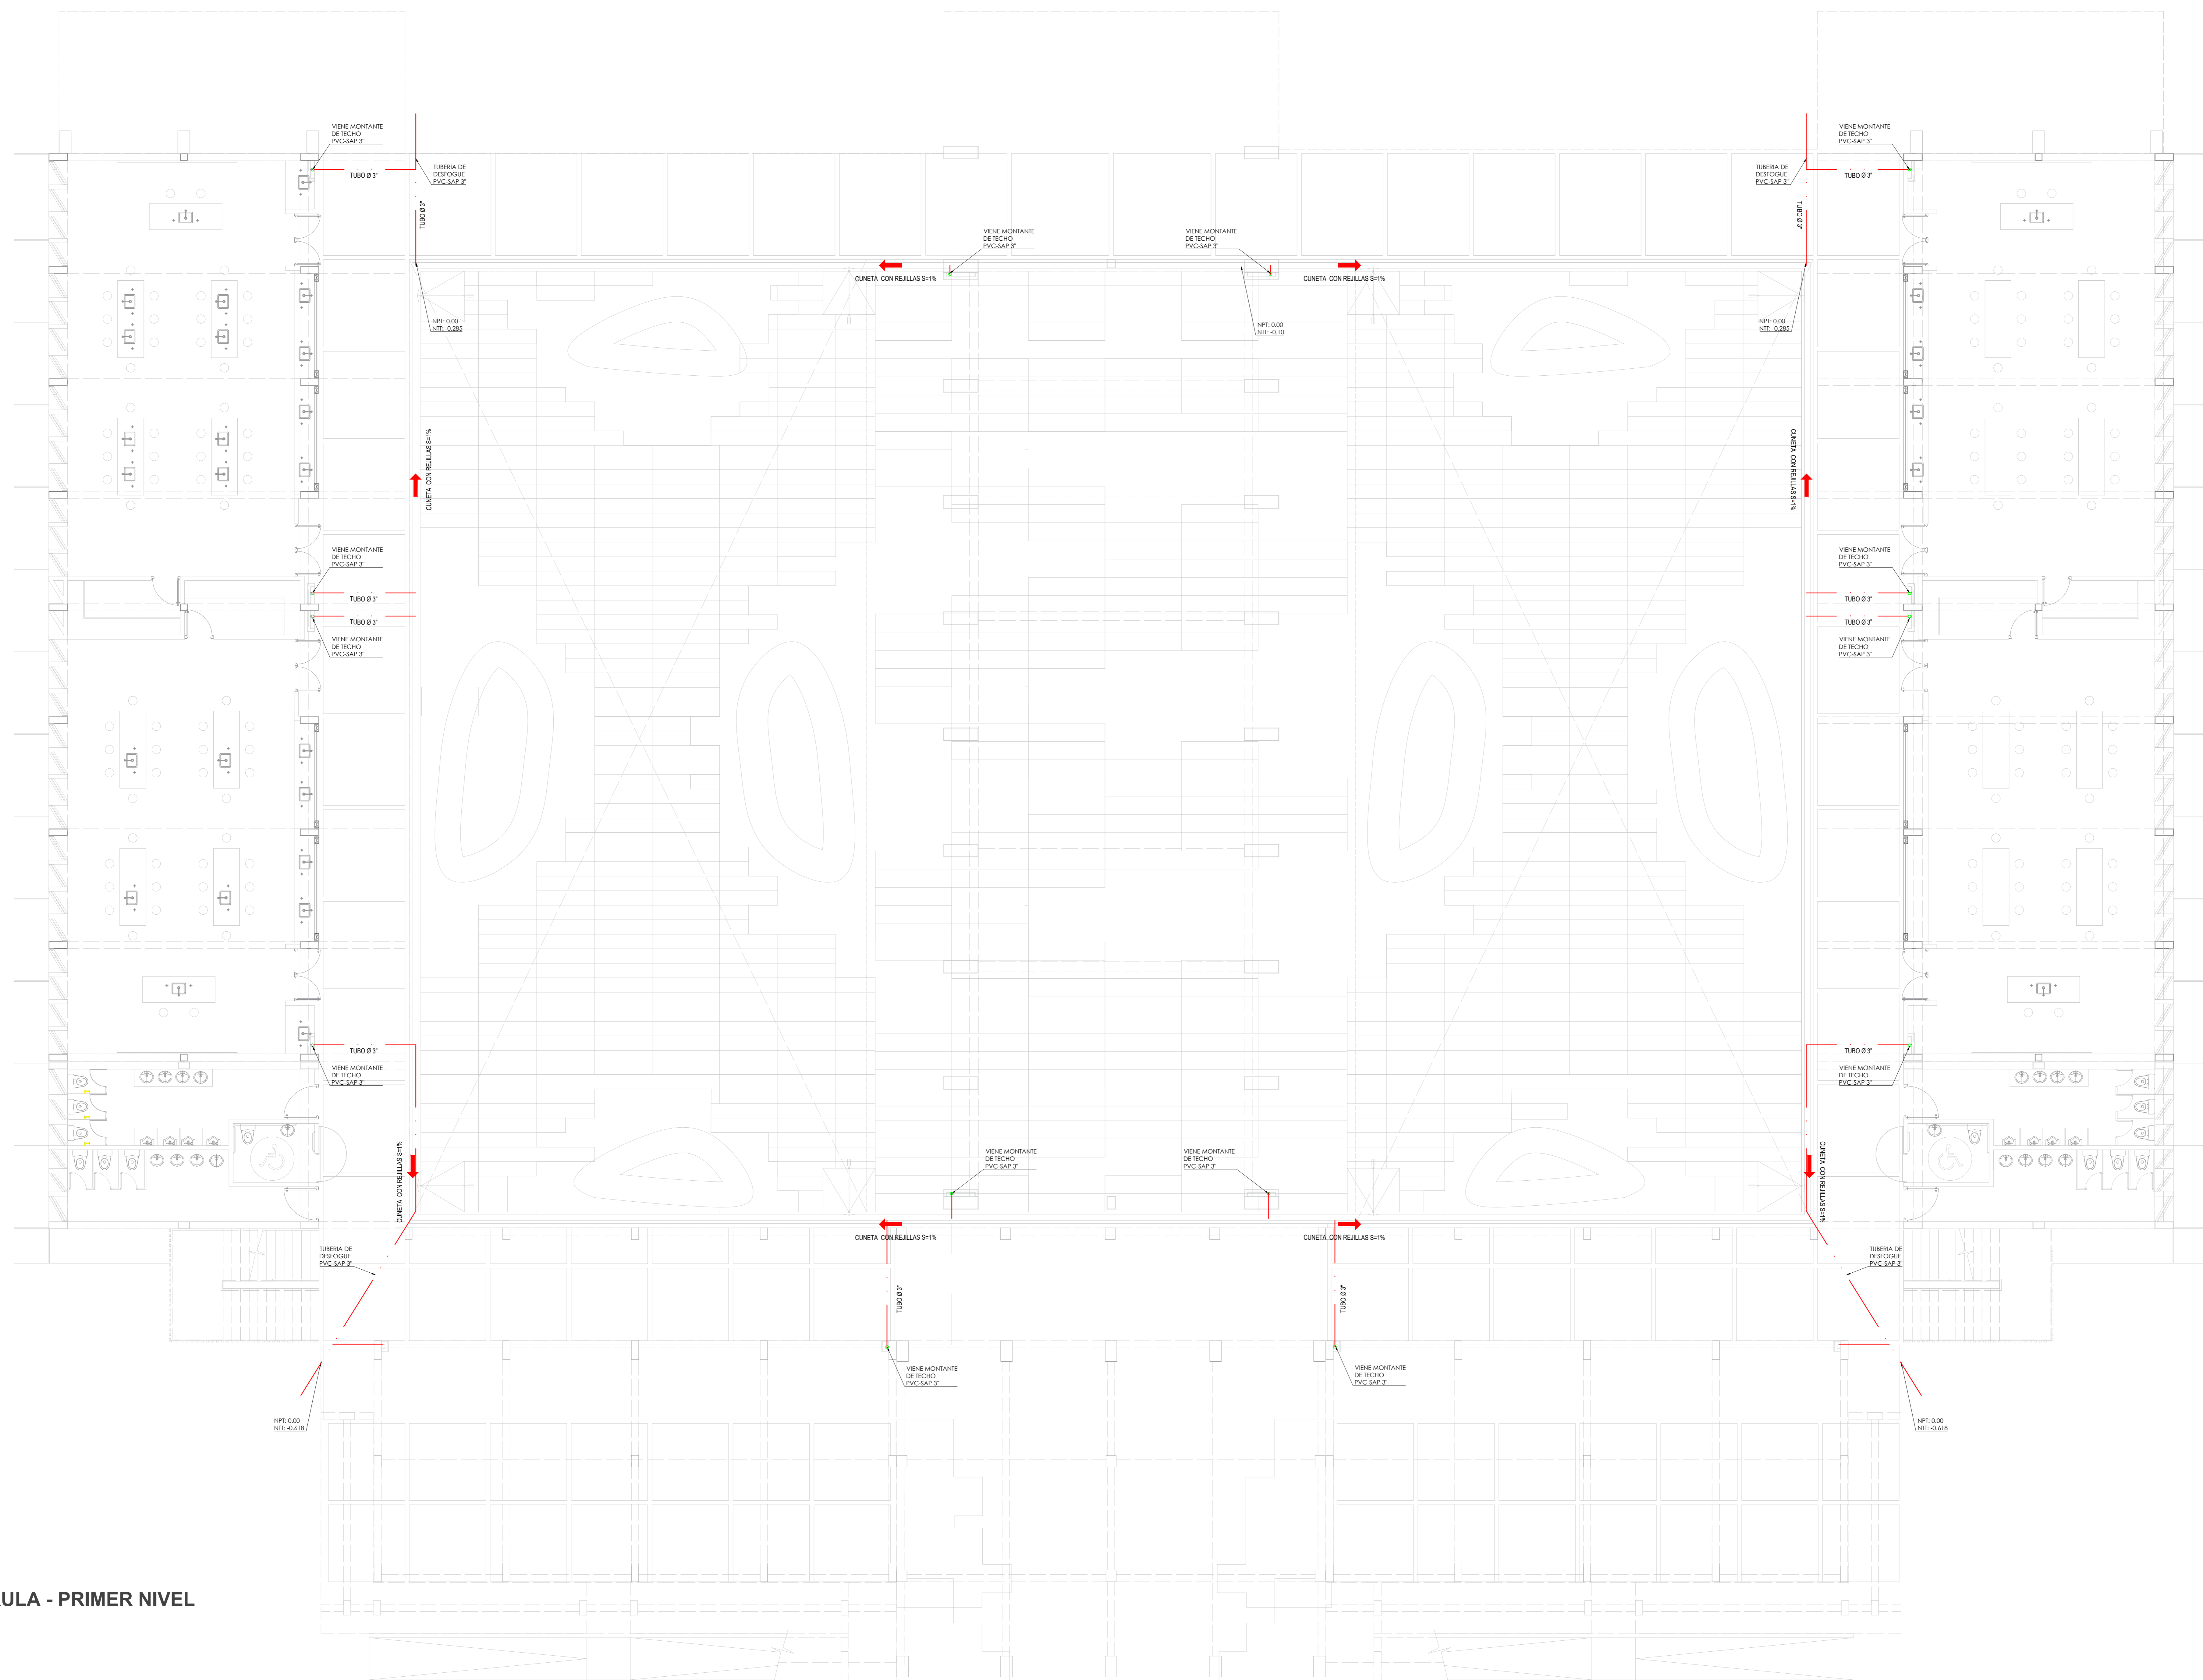 VIENE MONTANTE
DE TECHO
PVC-SAP 3"
TUBO Ø 3"
TUBERIA DE
DESFOGUE
PVC-SAP 3"
TUBO Ø 3"
VIENE MONTANTE
DE TECHO
PVC-SAP 3"
VIENE MONTANTE
DE TECHO
PVC-SAP 3"
TUBERIA DE
DESFOGUE
PVC-SAP 3"
TUBO Ø 3"
VIENE MONTANTE
DE TECHO
PVC-SAP 3"
TUBO Ø 3"
CUNETA CON REJILLAS S=1%
CUNETA CON REJILLAS S=1%
NPT: 0.00
NTT: -0.285
NPT: 0.00
NTT: -0.10
NPT: 0.00
NTT: -0.285
CUNETA CON REJILLAS S=1%
CUNETA CON REJILLAS S=1%
VIENE MONTANTE
DE TECHO
PVC-SAP 3"
TUBO Ø 3"
TUBO Ø 3"
VIENE MONTANTE
DE TECHO
PVC-SAP 3"
VIENE MONTANTE
DE TECHO
PVC-SAP 3"
TUBO Ø 3"
TUBO Ø 3"
VIENE MONTANTE
DE TECHO
PVC-SAP 3"
TUBO Ø 3"
VIENE MONTANTE
DE TECHO
PVC-SAP 3"
TUBO Ø 3"
VIENE MONTANTE
DE TECHO
PVC-SAP 3"
CUNETA CON REJILLAS S=1%
VIENE MONTANTE
DE TECHO
PVC-SAP 3"
VIENE MONTANTE
DE TECHO
PVC-SAP 3"
CUNETA CON REJILLAS S=1%
CUNETA CON REJILLAS S=1%
CUNETA CON REJILLAS S=1%
TUBERIA DE
DESFOGUE
PVC-SAP 3"
TUBO Ø 3"
TUBO Ø 3"
TUBERIA DE
DESFOGUE
PVC-SAP 3"
VIENE MONTANTE
DE TECHO
PVC-SAP 3"
VIENE MONTANTE
DE TECHO
PVC-SAP 3"
NPT: 0.00
NTT: -0.618
NPT: 0.00
NTT: -0.618
ULA - PRIMER NIVEL